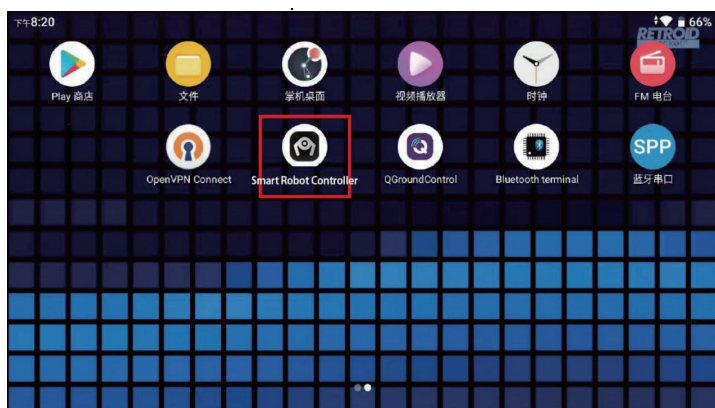 下午8:20
66%
RETROID
Play 商店
文件
掌机桌面
视频播放器
时钟
FM 电台
OpenVPN Connect
Smart Robot Controller
QGroundControl
Bluetooth terminal
SPP
蓝牙串口